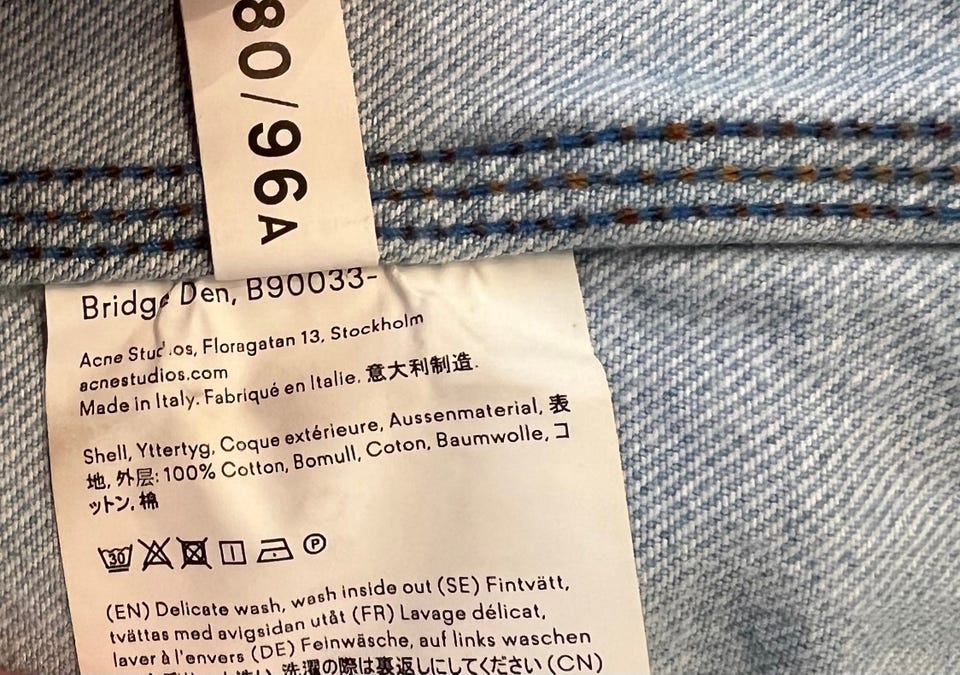 80/96A
Bridge Den, B90033-
Acne Studios, Floragatan 13, Stockholm
acnestudios.com
Made in Italy. Fabriqué en Italie. 意大利制造.
Shell, Yttertyg, Coque extérieure, Aussenmaterial, 表
地, 外层: 100% Cotton, Bomull, Coton, Baumwolle, コ
ットン, 棉
30 P
(EN) Delicate wash, wash inside out (SE) Fintvätt,
tvättas med avigsidan utåt (FR) Lavage délicat,
laver à l'envers (DE) Feinwäsche, auf links waschen
洗濯の際は裏返しにしてください (CN)